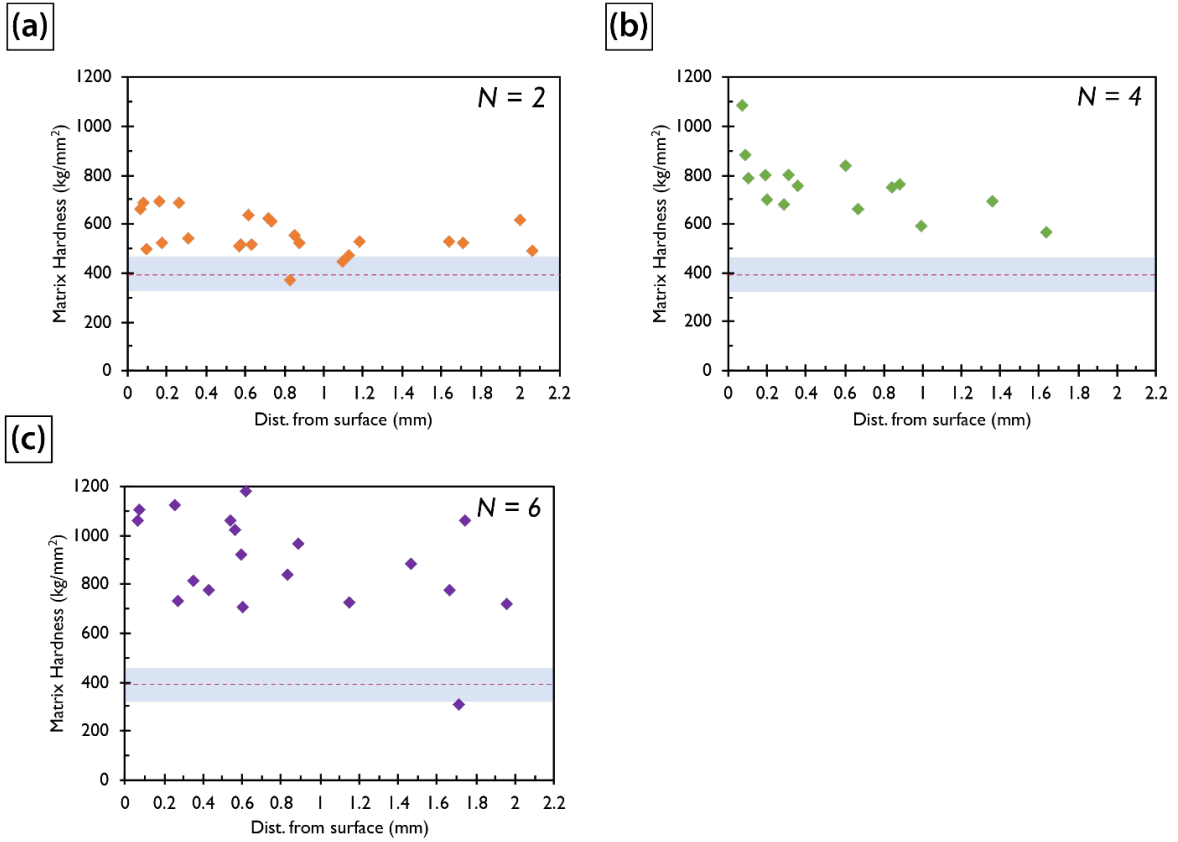 (a)
N = 2
Matrix Hardness (kg/mm²)
1200
1000
800
600
400
200
0
0 0.2 0.4 0.6 0.8 1 1.2 1.4 1.6 1.8 2 2.2
Dist. from surface (mm)
(b)
N = 4
Matrix Hardness (kg/mm²)
1200
1000
800
600
400
200
0
0 0.2 0.4 0.6 0.8 1 1.2 1.4 1.6 1.8 2 2.2
Dist. from surface (mm)
(c)
N = 6
Matrix Hardness (kg/mm²)
1200
1000
800
600
400
200
0
0 0.2 0.4 0.6 0.8 1 1.2 1.4 1.6 1.8 2 2.2
Dist. from surface (mm)